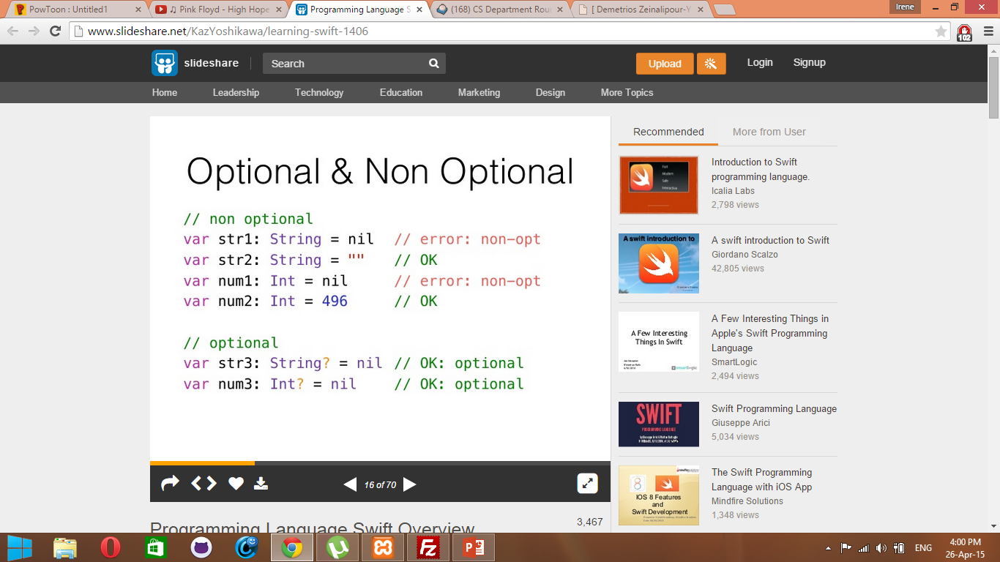 PowToon : Untitled1
♫ Pink Floyd - High Hope
Programming Language S
(168) CS Department Rou
[ Demetrios Zeinalipour-Y
Irene
www.slideshare.net/KazYoshikawa/learning-swift-1406
102
slideshare
Search
Upload
Login
Signup
Home
Leadership
Technology
Education
Marketing
Design
More Topics
Optional & Non Optional
// non optional
var str1: String = nil // error: non-opt
var str2: String = "" // OK
var num1: Int = nil // error: non-opt
var num2: Int = 496 // OK
// optional
var str3: String? = nil // OK: optional
var num3: Int? = nil // OK: optional
16 of 70
Programming Language Swift Overview
3,467
Recommended
More from User
Fast
Modern
Safe
Interactive
Introduction to Swift
programming language.
Icalia Labs
2,798 views
A swift introduction to
A swift introduction to Swift
Giordano Scalzo
42,805 views
A Few Interesting
Things In Swift
smartlogic
A Few Interesting Things in
Apple's Swift Programming
Language
SmartLogic
2,494 views
SWIFT
PROGRAMMING LANGUAGE
Swift Programming Language
Giuseppe Arici
5,034 views
8
IOS 8 Features
and
Swift Development
The Swift Programming
Language with iOS App
Mindfire Solutions
1,348 views
ENG
4:00 PM
26-Apr-15